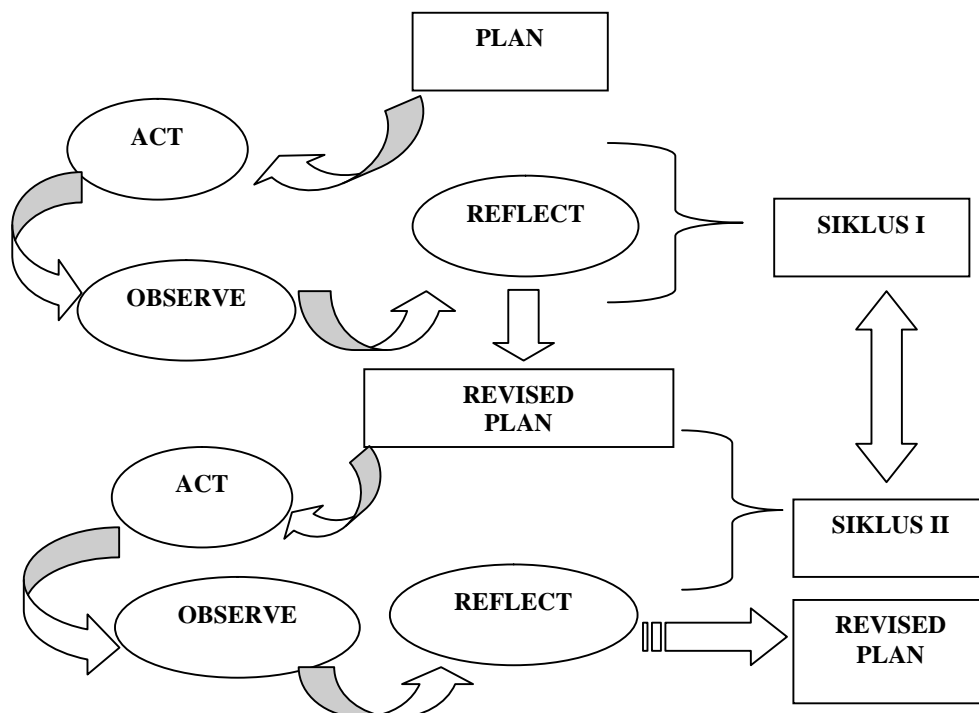 PLAN
ACT
REFLECT
SIKLUS I
OBSERVE
REVISED
PLAN
ACT
SIKLUS II
OBSERVE
REFLECT
REVISED
PLAN